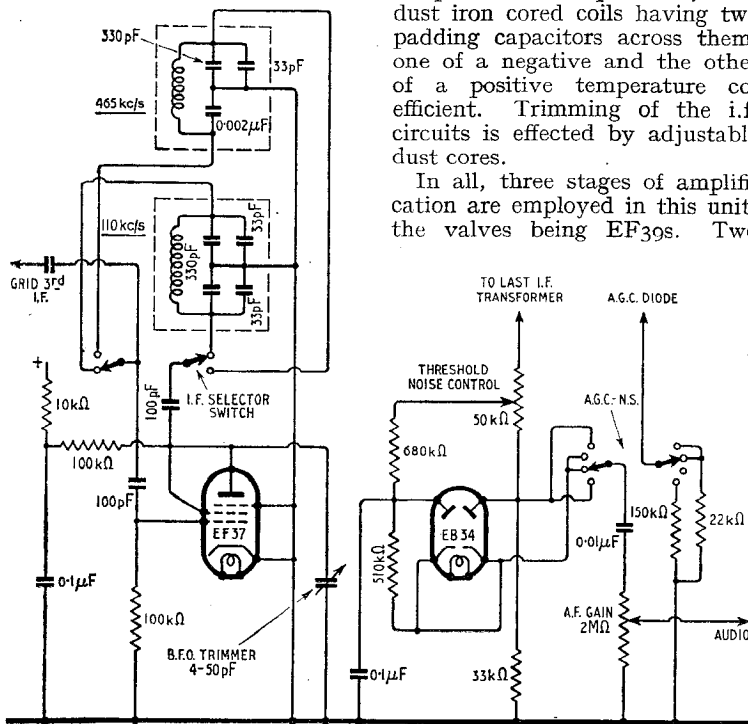 dust iron cored coils having tw
padding capacitors across them
one of a negative and the othe
of a positive temperature co
efficient. Trimming of the i.f
circuits is effected by adjustabl
dust cores.
In all, three stages of amplifi
cation are employed in this unit
the valves being EF39s. Two
330pF
33pF
465 kc/s
0·002µF
110 kc/s
33pF
330pF
33pF
GRID 3rd
I.F.
+
10kΩ
100pF
I.F. SELECTOR
SWITCH
100kΩ
100pF
EF37
0·1µF
100kΩ
B.F.O. TRIMMER
4-50pF
TO LAST I.F.
TRANSFORMER
A.G.C. DIODE
THRESHOLD
NOISE CONTROL
50kΩ
A.G.C.-N.S.
680kΩ
EB34
510kΩ
150kΩ
22kΩ
0·01µF
A.F. GAIN
2MΩ
AUDIO
0·1µF
33kΩ